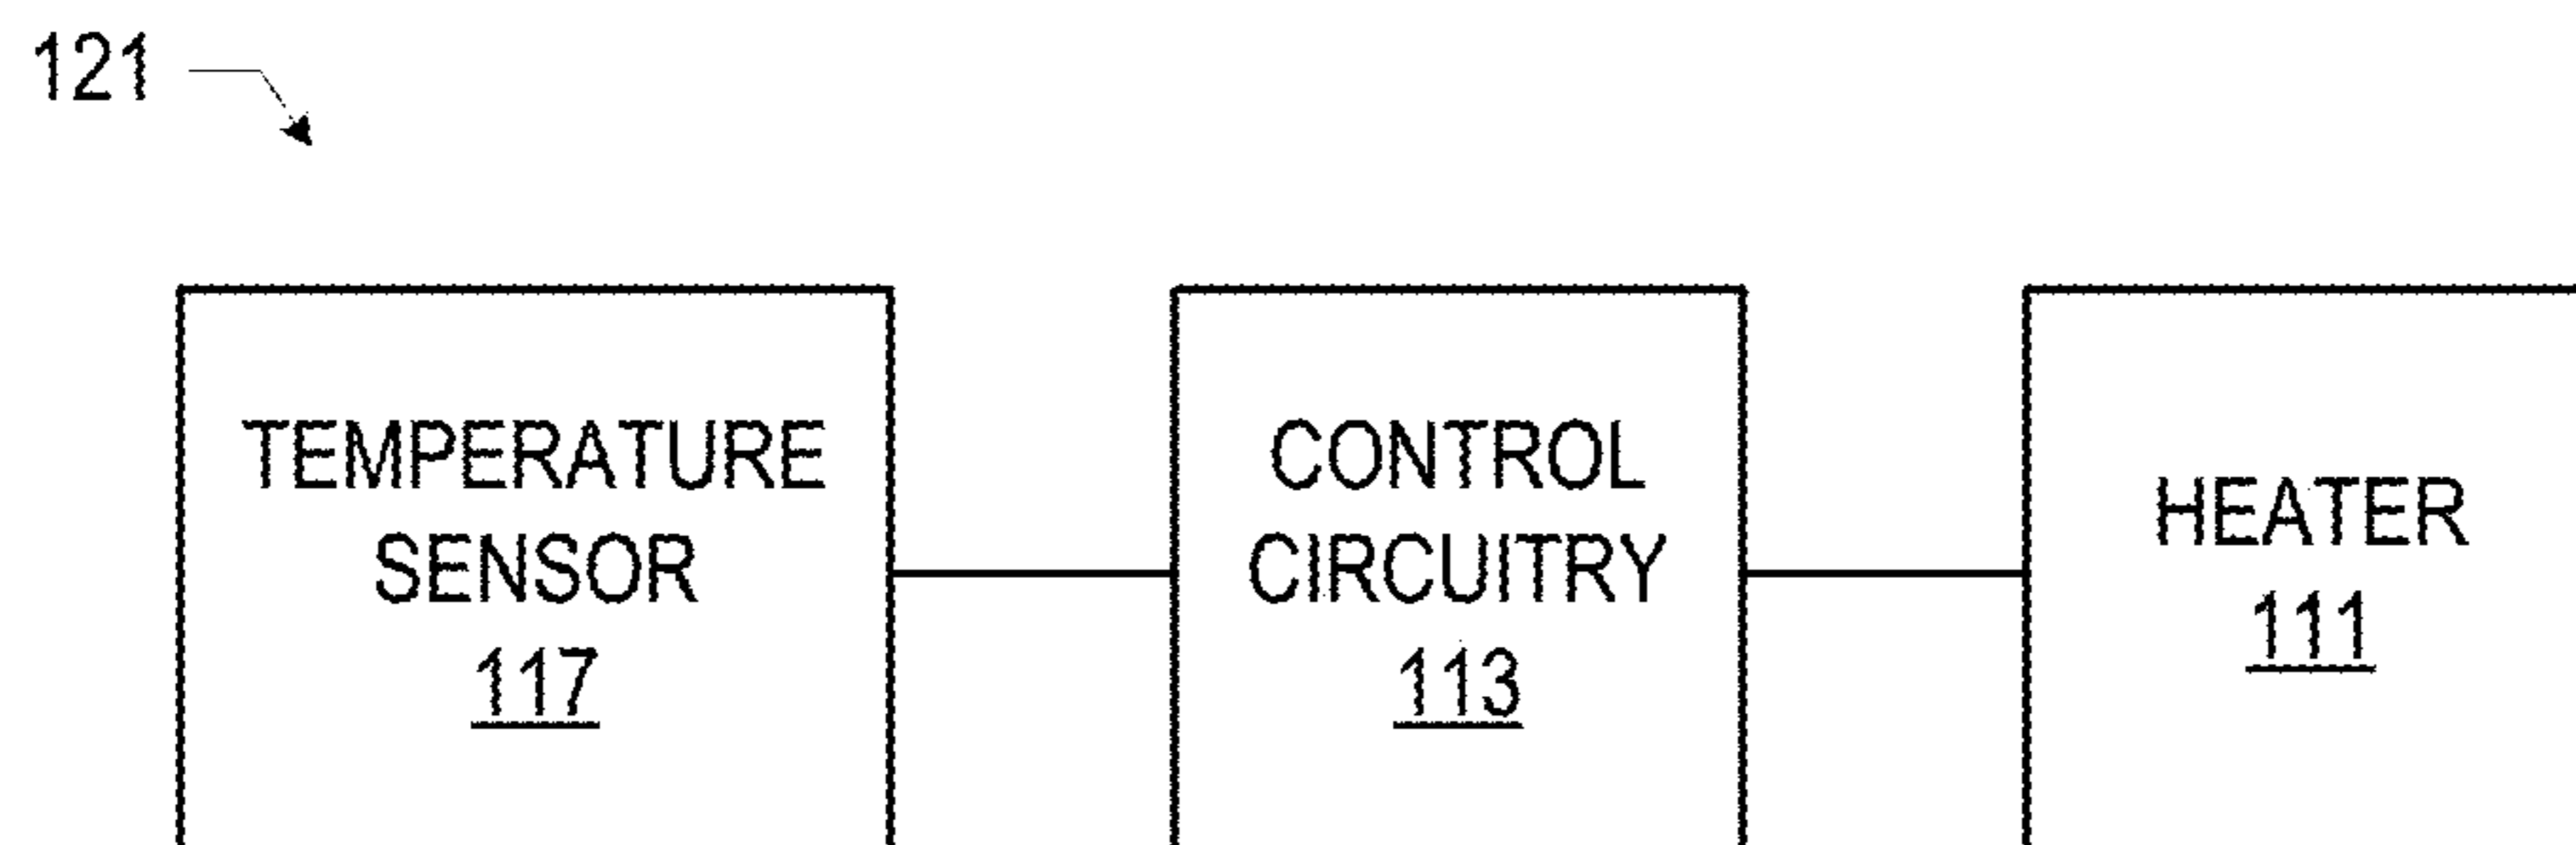 121
TEMPERATURE
SENSOR
117
CONTROL
CIRCUITRY
113
HEATER
111